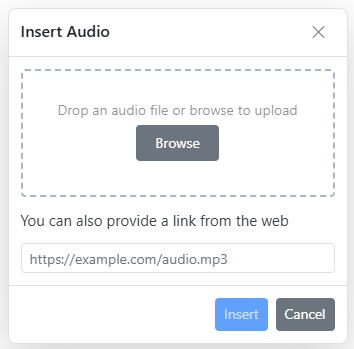 Insert Audio
Drop an audio file or browse to upload
Browse
You can also provide a link from the web
https://example.com/audio.mp3
Insert Cancel